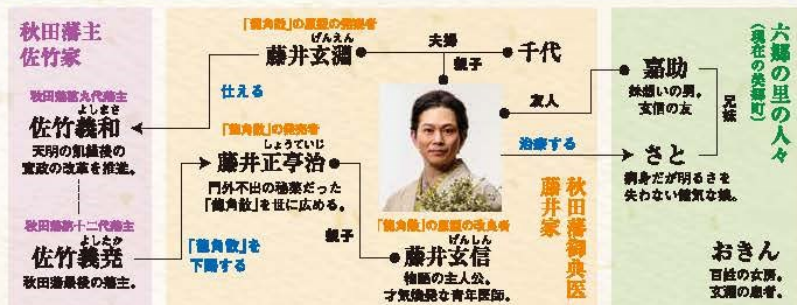 秋田藩主
佐竹家
秋田藩第九代藩主
よしまさ
佐竹義和
天明の飢饉後の
寛政の改革を推進。
秋田藩第十二代藩主
よしたか
佐竹義堯
秋田藩最後の藩主。
仕える
「龍角散」を
下賜する
「龍角散」の原型の開発者
げんえん
藤井玄淵
夫婦
千代
親子
「龍角散」の発売者
しょうていじ
藤井正亭治
門外不出の秘薬だった
「龍角散」を世に広める。
親子
友人
治療する
「龍角散」の原型の改良者
げんしん
藤井玄信
物語の主人公。
才気煥発な青年医師。
秋田藩御典医
藤井家
六郷の里の人々
(現在の美郷町)
嘉助
妹想いの男。
玄信の友
兄妹
さと
病身だが明るさを
失わない健気な娘。
おきん
百姓の女房。
玄淵の患者。